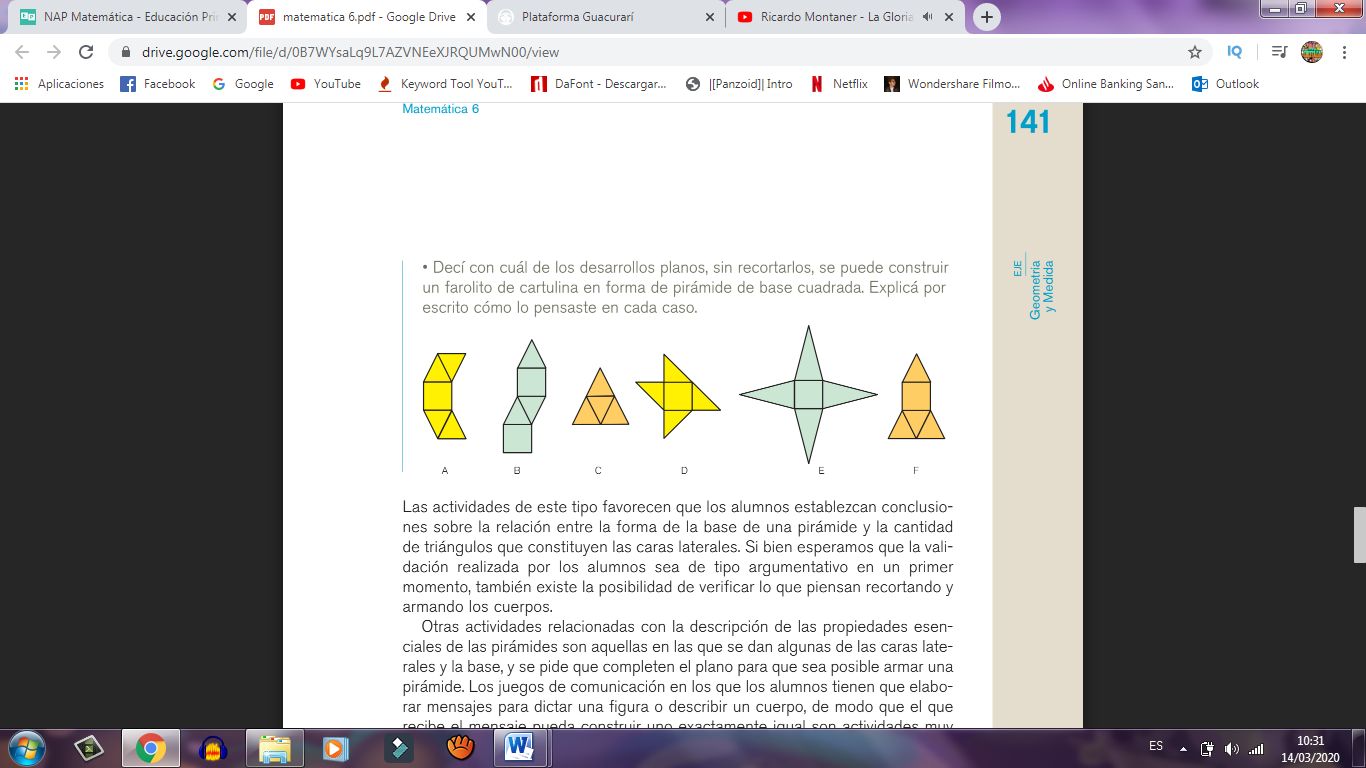 NAP Matemática - Educación Pri
matematica 6.pdf - Google Drive
Plataforma Guacurarí
Ricardo Montaner - La Gloria
drive.google.com/file/d/0B7WYsaLq9L7AZVNEeXJRQUMwN00/view
Aplicaciones
Facebook
Google
YouTube
Keyword Tool YouT...
DaFont - Descargar...
|[Panzoid]| Intro
Netflix
Wondershare Filmo...
Online Banking San...
Outlook
Matemática 6
141
EJE
Geometría
y Medida
• Decí con cuál de los desarrollos planos, sin recortarlos, se puede construir
un farolito de cartulina en forma de pirámide de base cuadrada. Explicá por
escrito cómo lo pensaste en cada caso.
A B C D E F
Las actividades de este tipo favorecen que los alumnos establezcan conclusio-
nes sobre la relación entre la forma de la base de una pirámide y la cantidad
de triángulos que constituyen las caras laterales. Si bien esperamos que la vali-
dación realizada por los alumnos sea de tipo argumentativo en un primer
momento, también existe la posibilidad de verificar lo que piensan recortando y
armando los cuerpos.
Otras actividades relacionadas con la descripción de las propiedades esen-
ciales de las pirámides son aquellas en las que se dan algunas de las caras late-
rales y la base, y se pide que completen el plano para que sea posible armar una
pirámide. Los juegos de comunicación en los que los alumnos tienen que elabo-
rar mensajes para dictar una figura o describir un cuerpo, de modo que el que
recibe el mensaje pueda construir uno exactamente igual son actividades muy
ES
10:31
14/03/2020